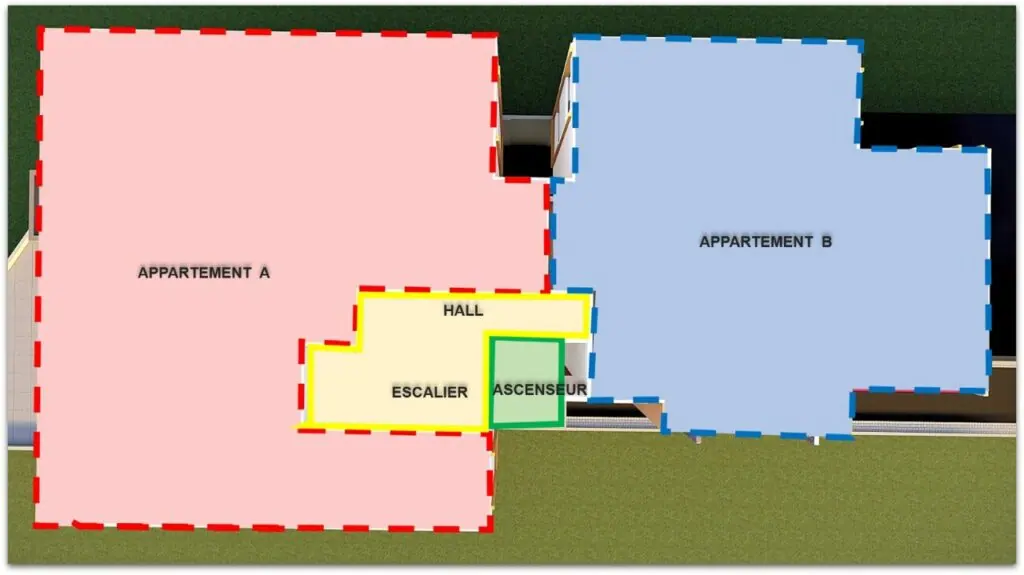 APPARTEMENT B
APPARTEMENT A
HALL
ESCALIER
ASCENSEUR